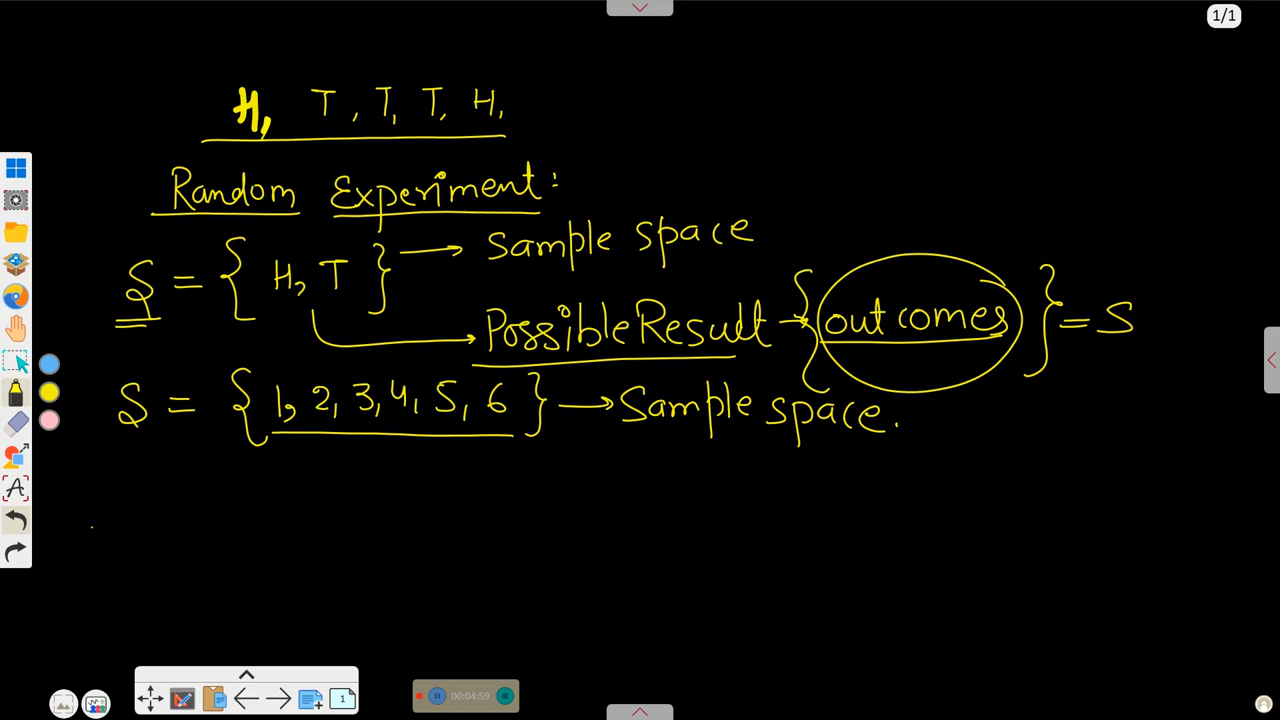 1/1
H, T, T, T, H,
Random Experiment:
S = { H, T } → Sample space
Possible Result → { outcomes } = S
S = { 1, 2, 3, 4, 5, 6 } → Sample space.
1
00:04:59